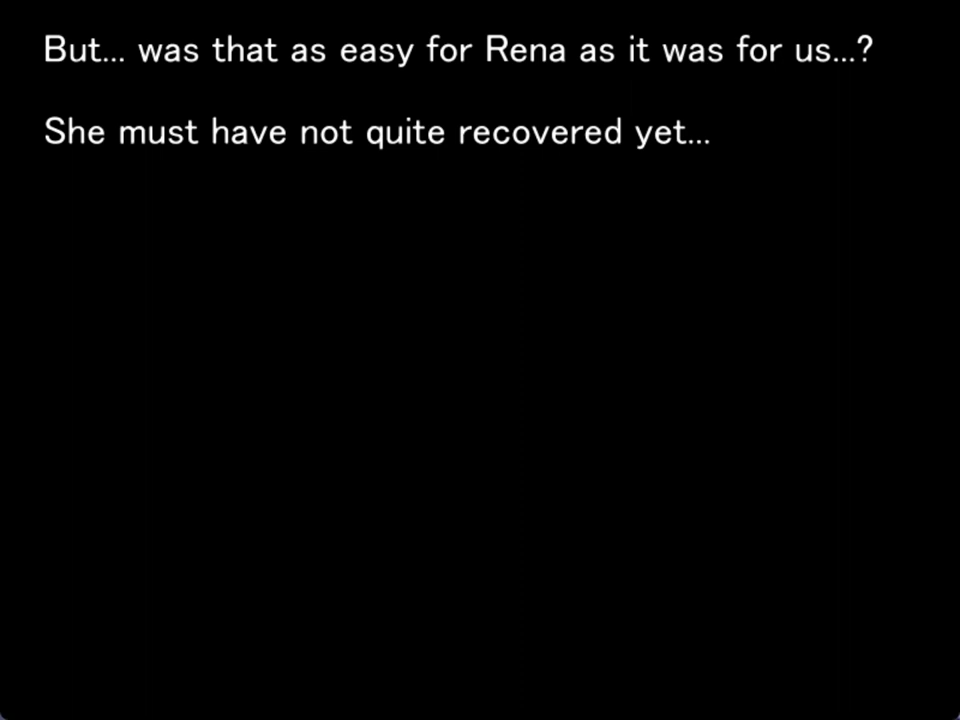 But... was that as easy for Rena as it was for us...?
She must have not quite recovered yet...